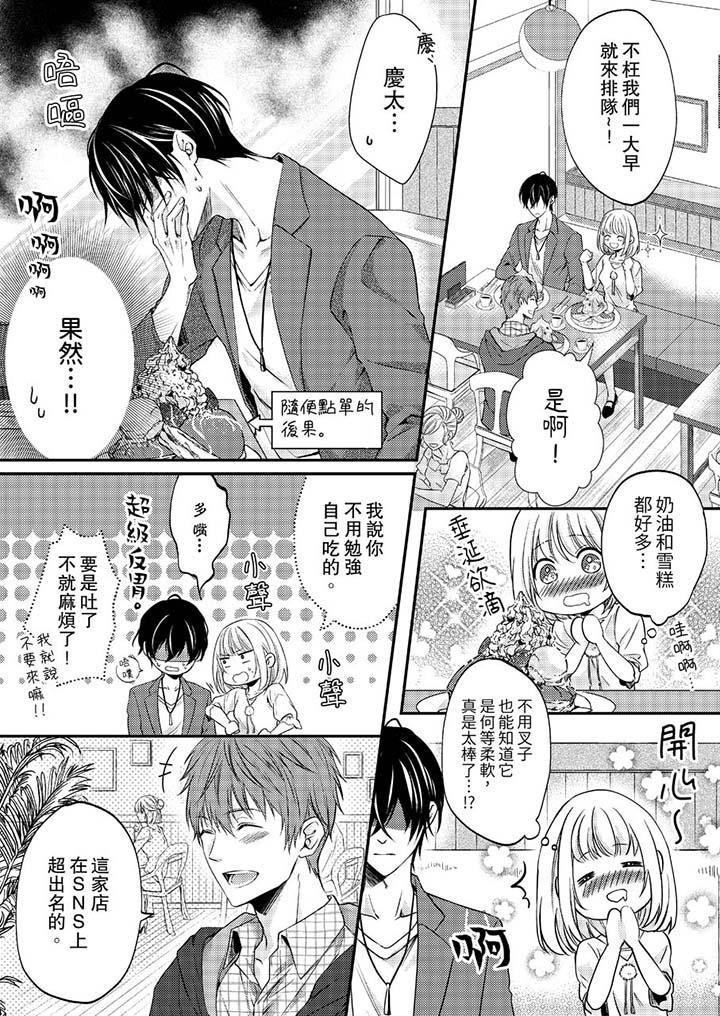 不枉我們一大早
就來排隊~！
是啊！
慶、
慶太…
唔嘔
啊啊啊啊
果然…!!
隨便點單的
後果。
奶油和雪糕
都好多…
垂涎欲滴
哇啊啊…
不用叉子
也能知道它
是何等柔軟，
真是太棒了…!?
開心~
啊
我說你
不用勉強
自己吃的。
小聲
小聲
多嘴…
超級反胃。
要是吐了
不就麻煩了！
我就說
不要來嘛!!
這家店
在SNS上
超出名的。